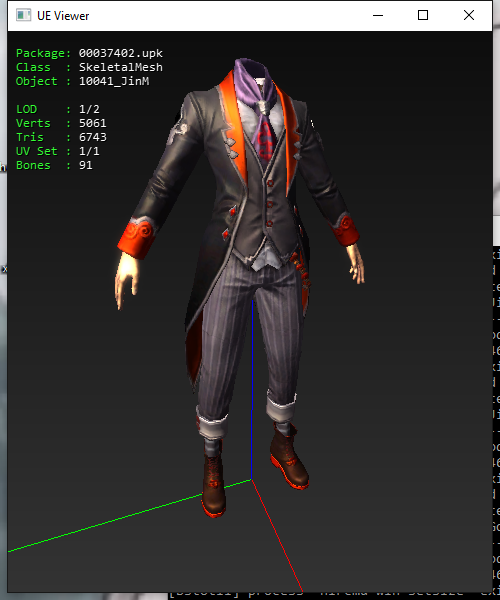 UE Viewer
Package: 00037402.upk
Class : SkeletalMesh
Object : 10041_JinM
LOD : 1/2
Verts : 5061
Tris : 6743
UV Set : 1/1
Bones : 91